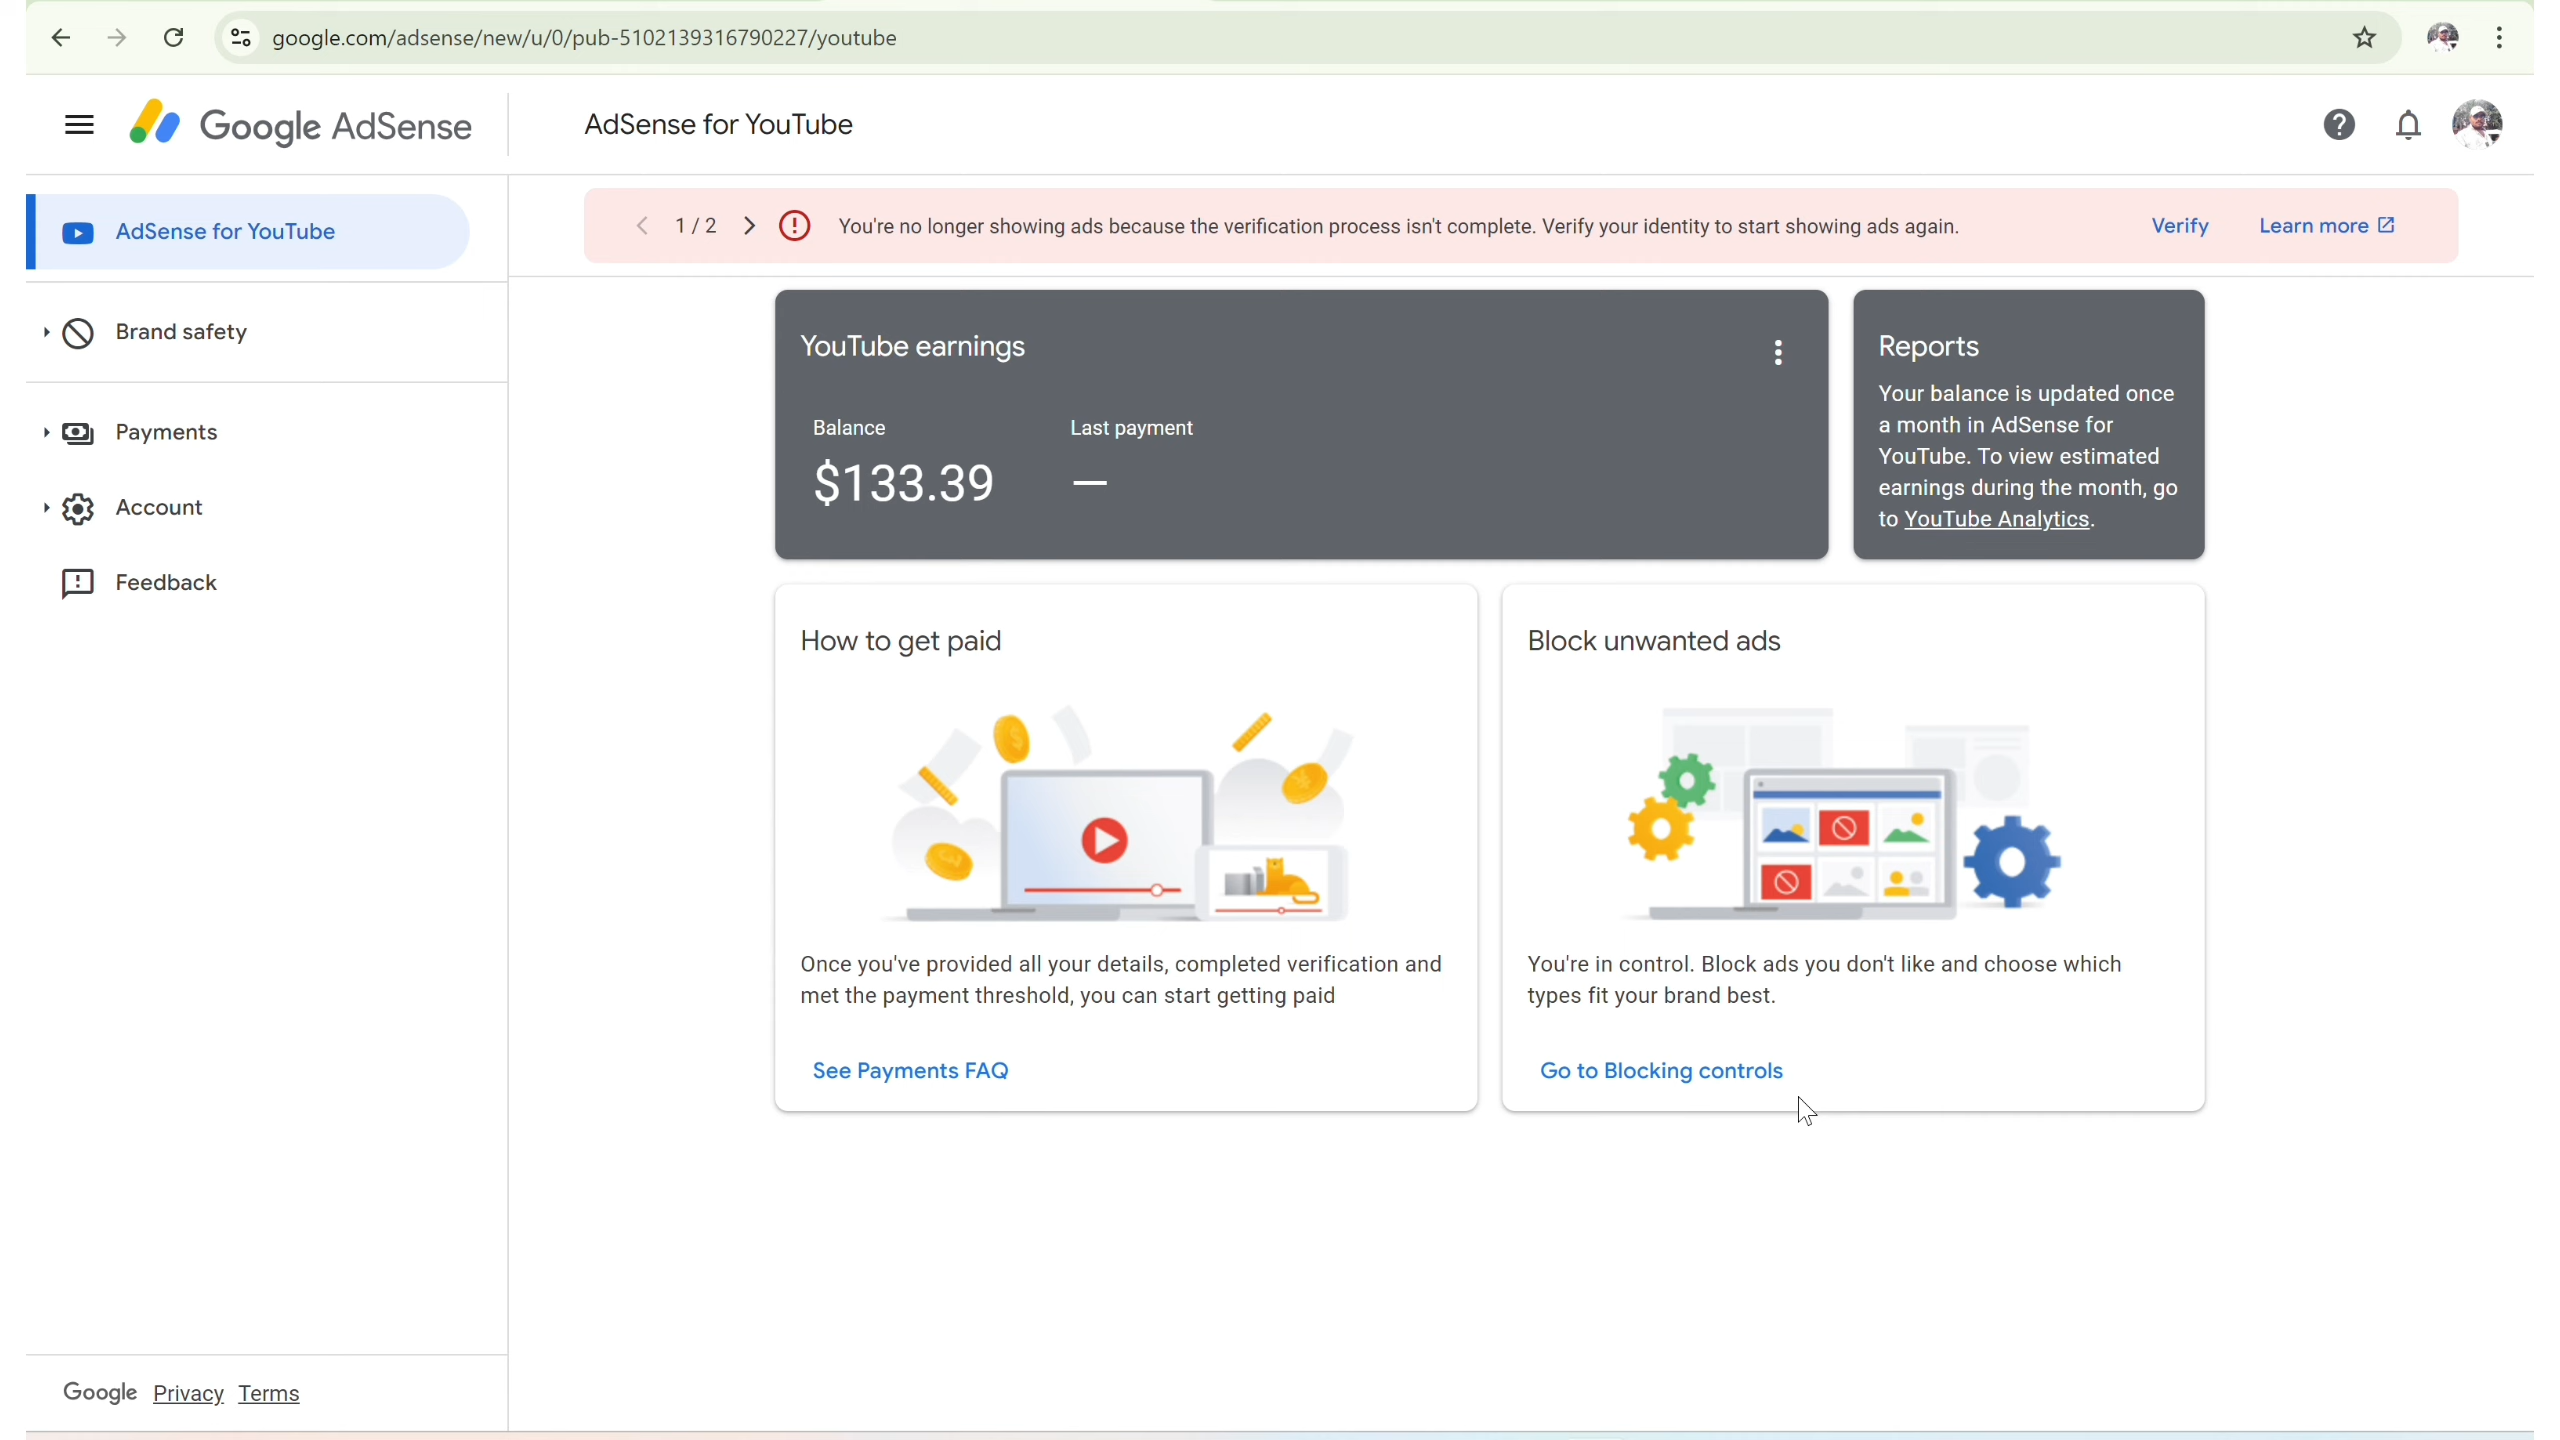 google.com/adsense/new/u/0/pub-5102139316790227/youtube
Google AdSense
AdSense for YouTube
AdSense for YouTube
1 / 2
You're no longer showing ads because the verification process isn't complete. Verify your identity to start showing ads again.
Verify
Learn more
Brand safety
Payments
Account
Feedback
YouTube earnings
Balance
Last payment
$133.39
—
Reports
Your balance is updated once
a month in AdSense for
YouTube. To view estimated
earnings during the month, go
to YouTube Analytics.
How to get paid
Once you've provided all your details, completed verification and
met the payment threshold, you can start getting paid
See Payments FAQ
Block unwanted ads
You're in control. Block ads you don't like and choose which
types fit your brand best.
Go to Blocking controls
Google Privacy Terms